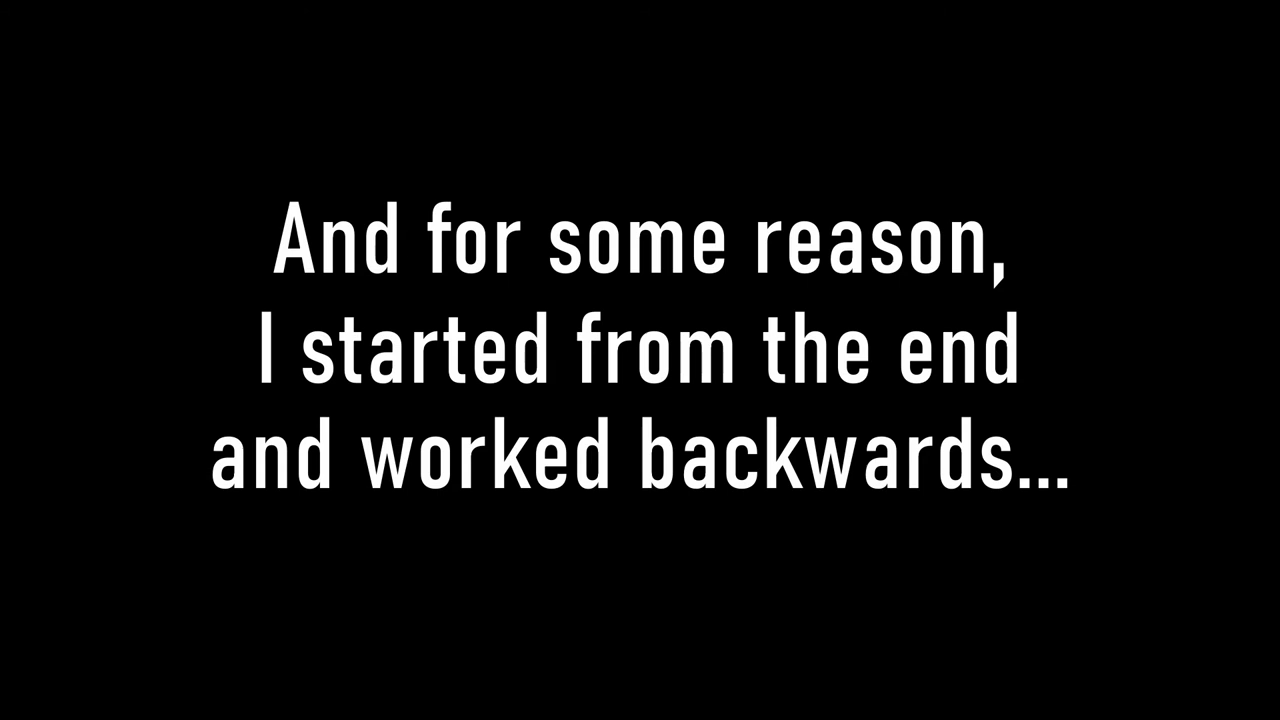 And for some reason,
I started from the end
and worked backwards...